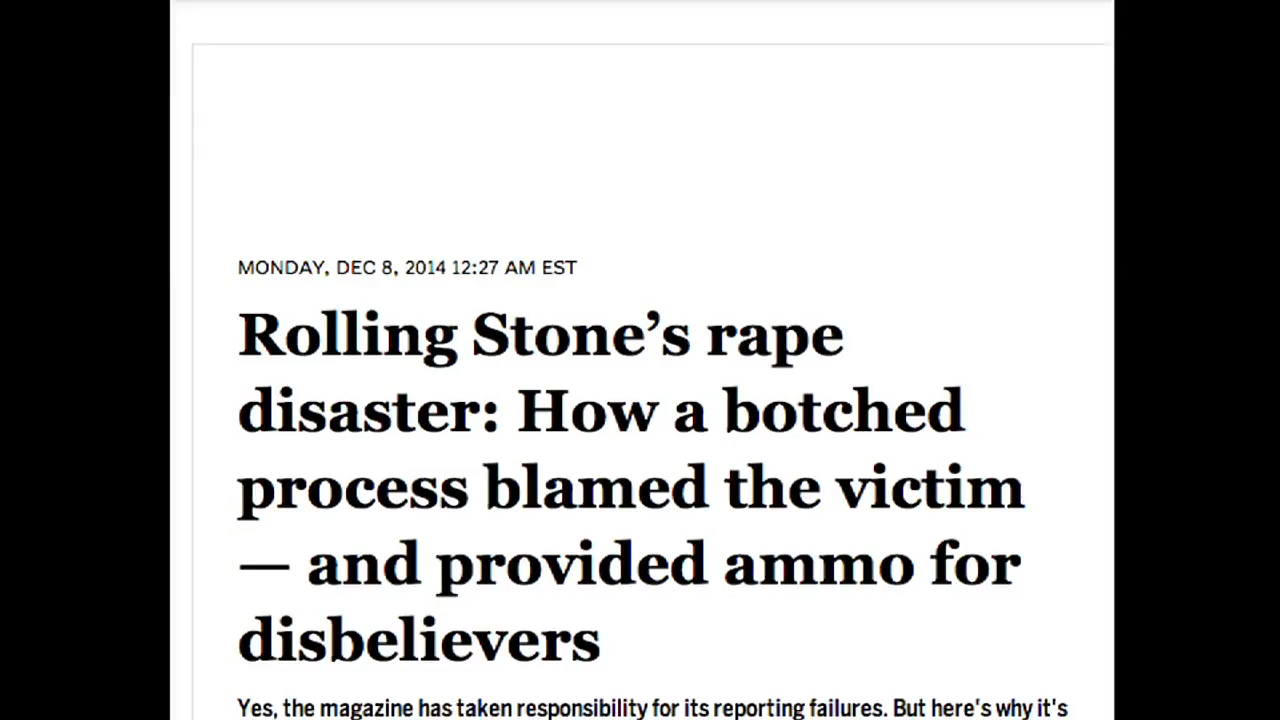 MONDAY, DEC 8, 2014 12:27 AM EST
Rolling Stone’s rape
disaster: How a botched
process blamed the victim
— and provided ammo for
disbelievers
Yes, the magazine has taken responsibility for its reporting failures. But here's why it's